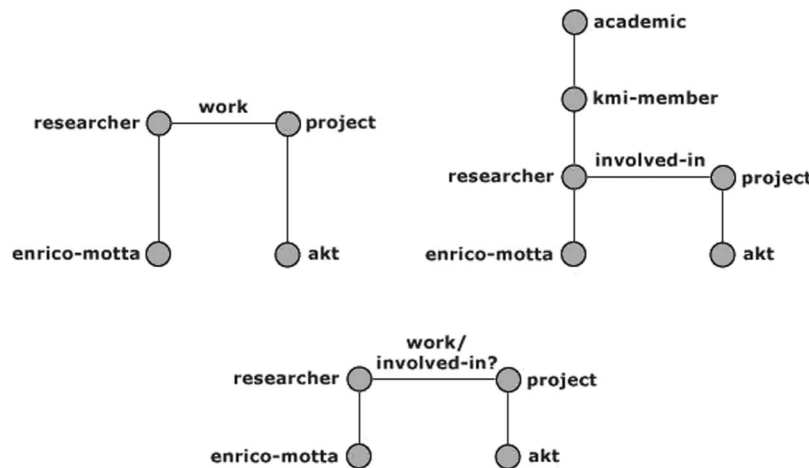 academic
kmi-member
work
researcher
project
involved-in
researcher
project
enrico-motta
akt
enrico-motta
akt
work/
involved-in?
researcher
project
enrico-motta
akt